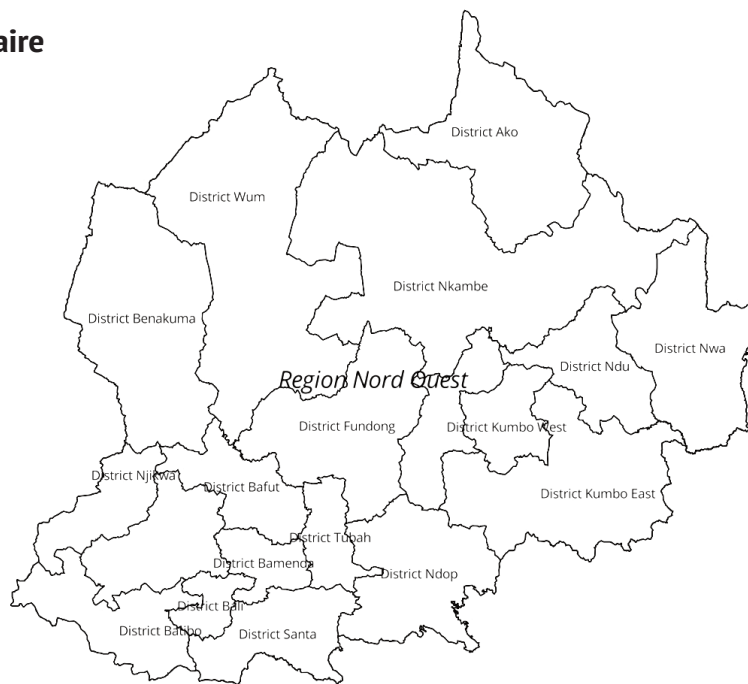 aire
District Ako
District Wum
District Nkambe
District Benakuma
District Nwa
District Ndu
Region Nord Ouest
District Fundong
District Kumbo West
District Njikwa
District Bafut
District Kumbo East
District Tubah
District Bamenda
District Ndop
District Bali
District Batibo
District Santa